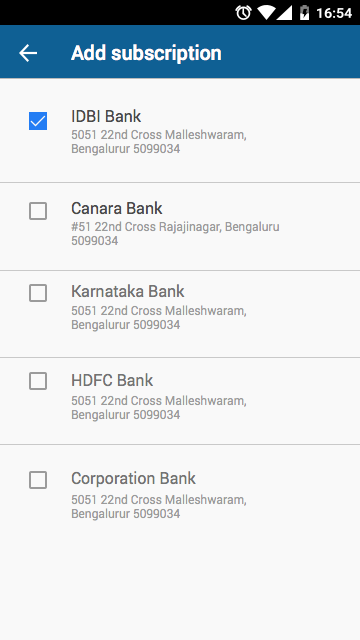 16:54
Add subscription
IDBI Bank
5051 22nd Cross Malleshwaram,
Bengalurur 5099034
Canara Bank
#51 22nd Cross Rajajinagar, Bengaluru
5099034
Karnataka Bank
5051 22nd Cross Malleshwaram,
Bengalurur 5099034
HDFC Bank
5051 22nd Cross Malleshwaram,
Bengalurur 5099034
Corporation Bank
5051 22nd Cross Malleshwaram,
Bengalurur 5099034